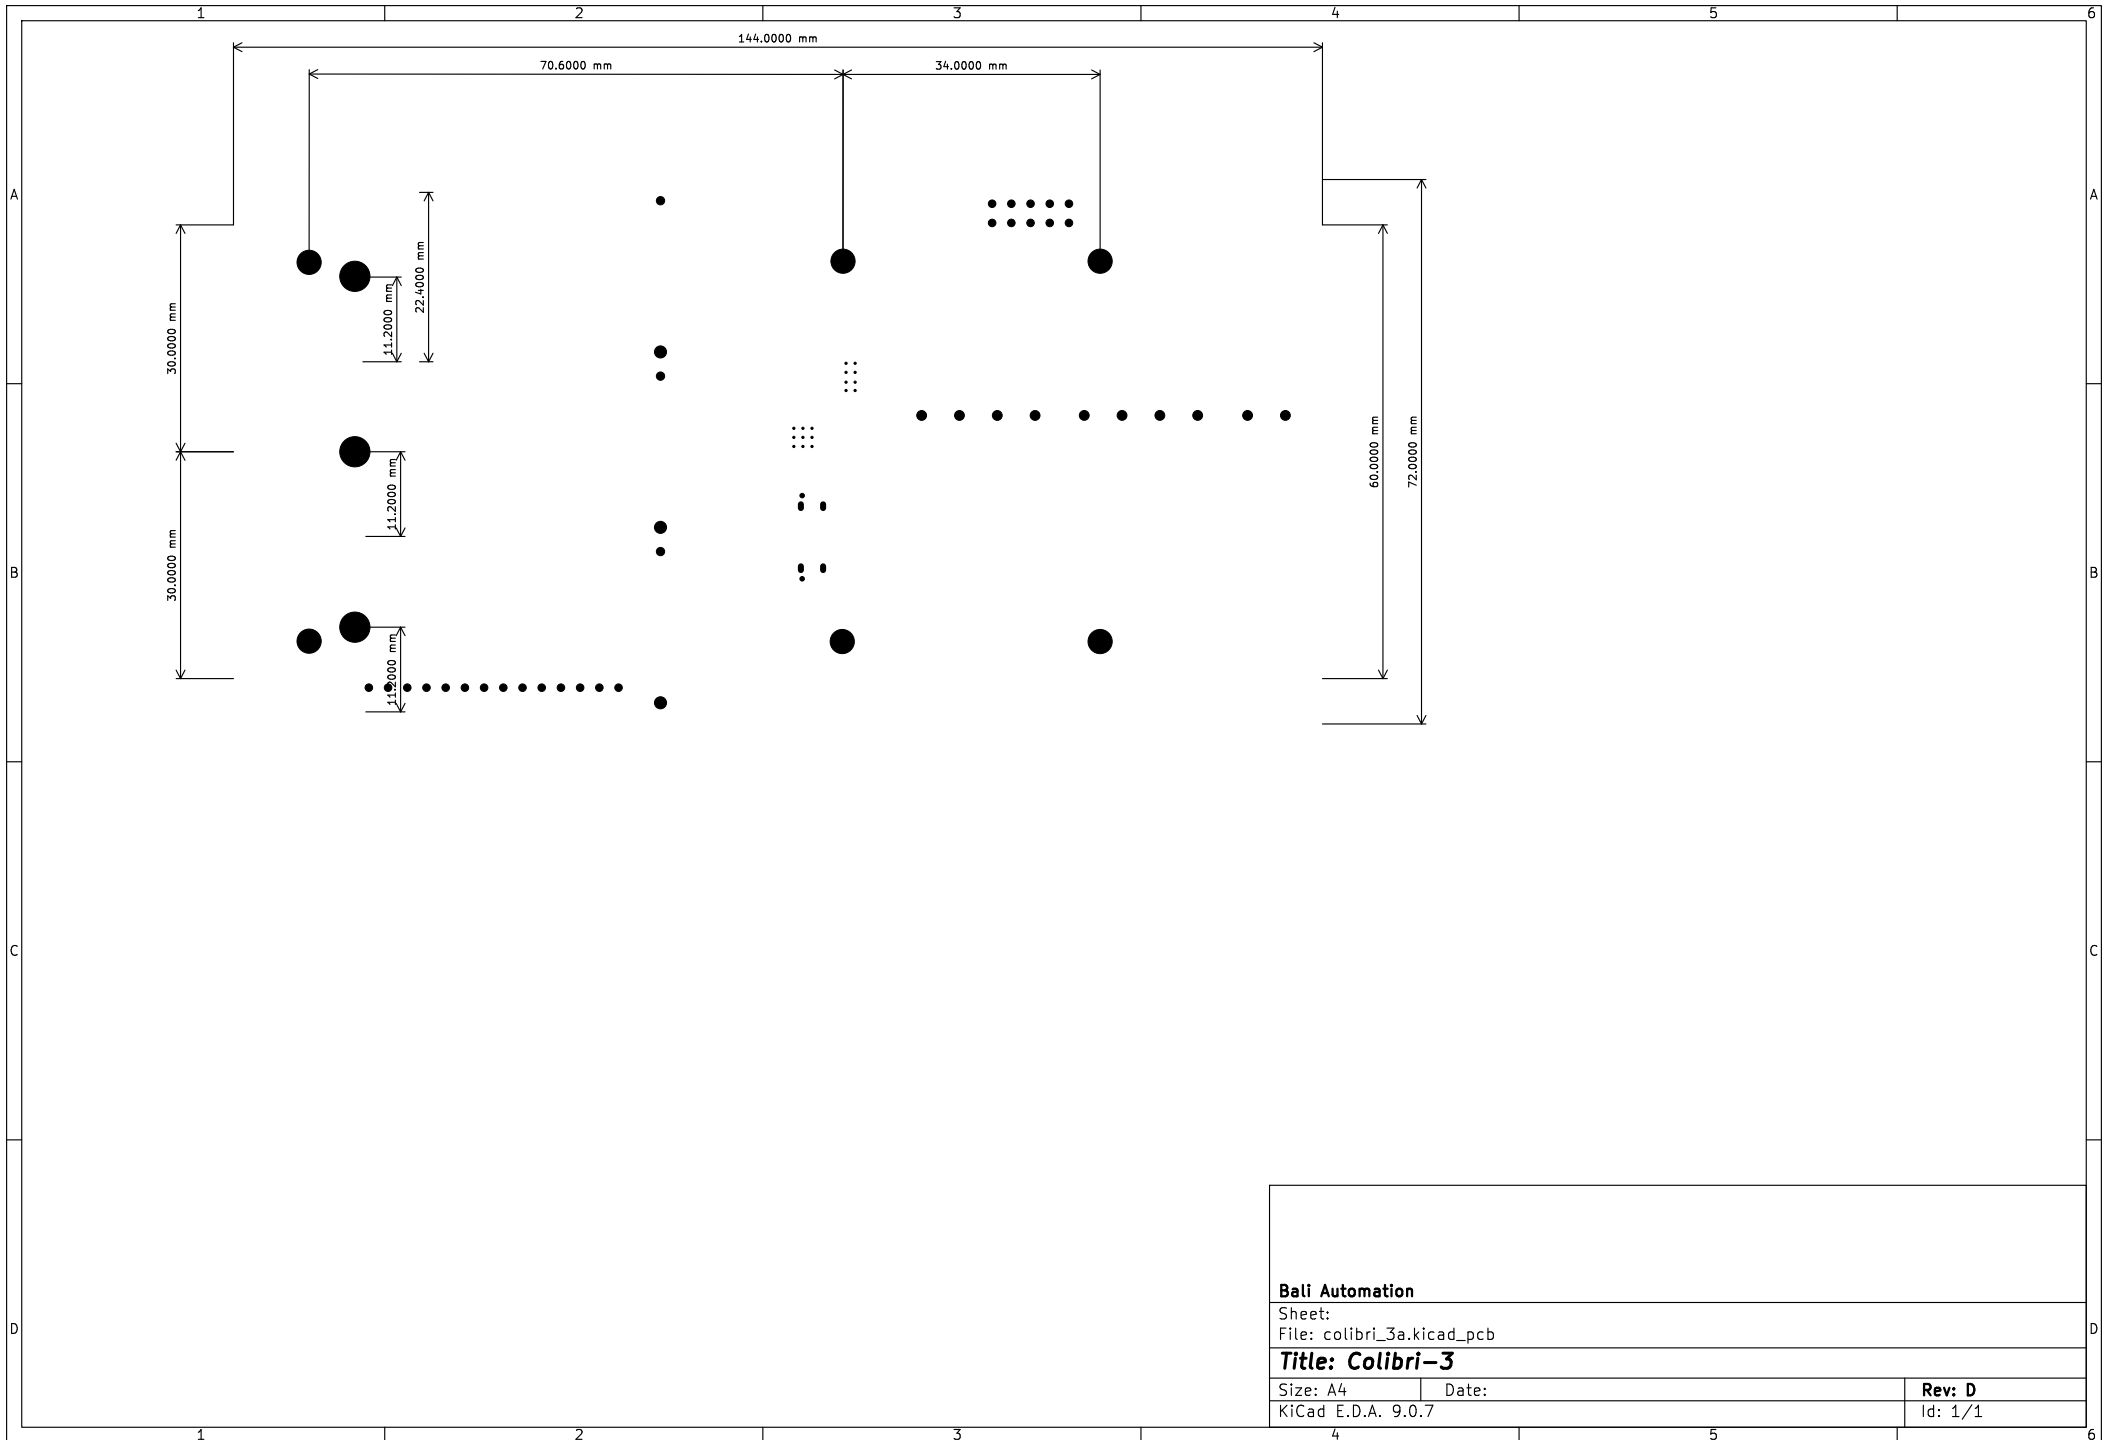 1 2 3 4 5 6
144.0000 mm
70.6000 mm 34.0000 mm
A A
22.4000 mm
11.2000 mm
30.0000 mm
60.0000 mm
72.0000 mm
11.2000 mm
30.0000 mm
B B
11.2000 mm
C C
Bali Automation
Sheet:
File: colibri_3a.kicad_pcb
D D
Title: Colibri-3
Size: A4 Date: Rev: D
KiCad E.D.A. 9.0.7 Id: 1/1
1 2 3 4 5 6